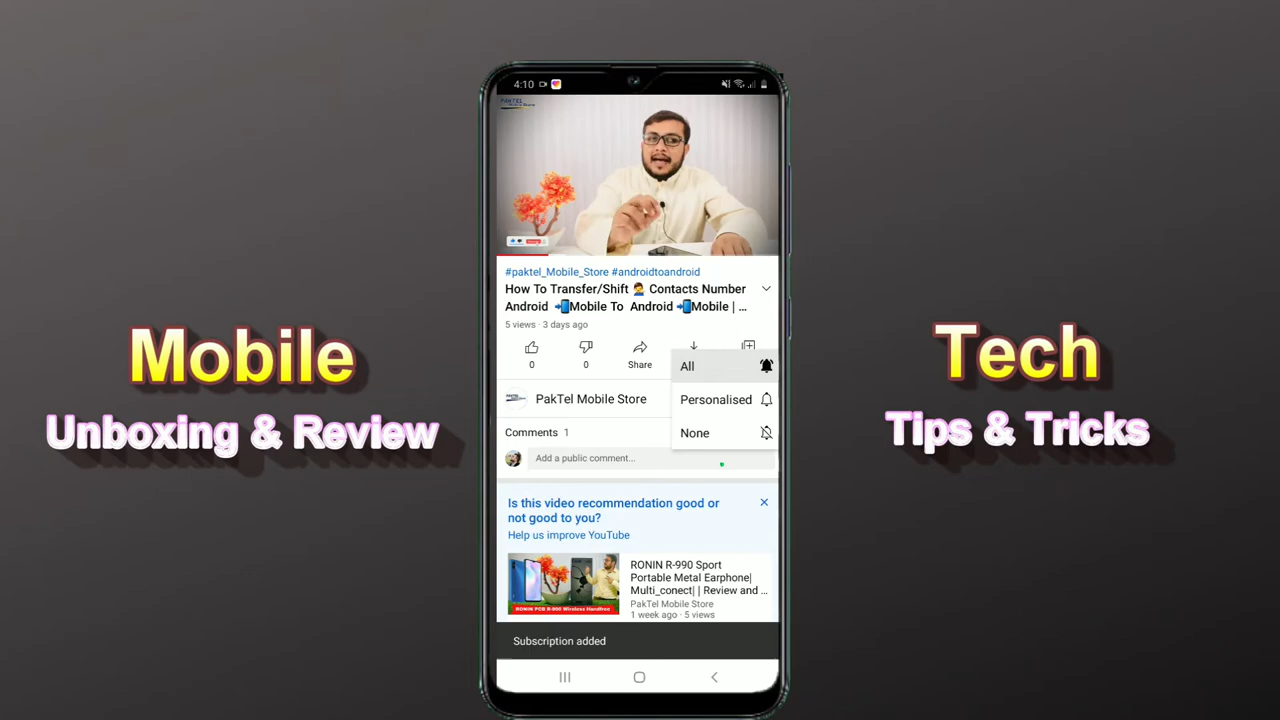 4:10
PAKTEL
#paktel_Mobile_Store #androidtoandroid
How To Transfer/Shift 🤦 Contacts Number
Android 📲Mobile To Android 📲Mobile | ...
5 views · 3 days ago
0
0
Share
All
Personalised
None
PakTel Mobile Store
Comments 1
Add a public comment...
Is this video recommendation good or
not good to you?
Help us improve YouTube
RONIN R-990 Sport
Portable Metal Earphone|
Multi_conect| | Review and ...
PakTel Mobile Store
1 week ago · 5 views
Subscription added
Mobile
Unboxing & Review
Tech
Tips & Tricks